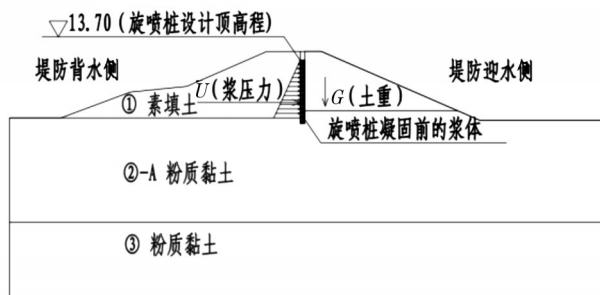 13.70(旋喷桩设计顶高程)
堤防背水侧
堤防迎水侧
U(浆压力)
G(土重)
① 素填土
旋喷桩凝固前的浆体
②-A 粉质黏土
③ 粉质黏土